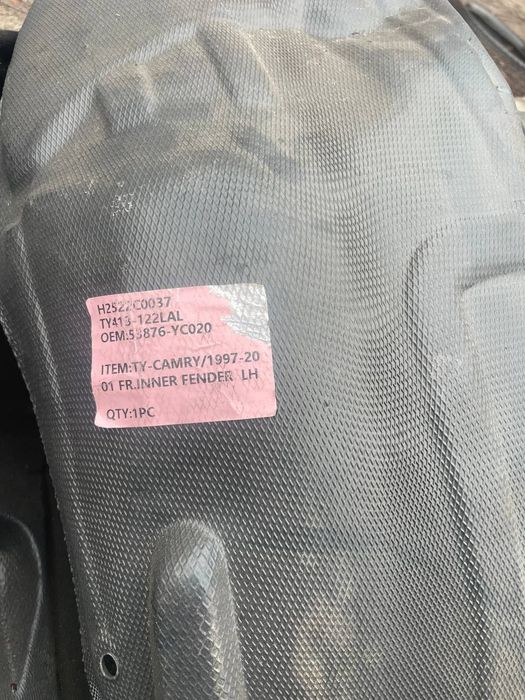 H2522C0037
TY413-122LAL
OEM:53876-YC020
ITEM:TY-CAMRY/1997-20
01 FR.INNER FENDER LH
QTY:1PC